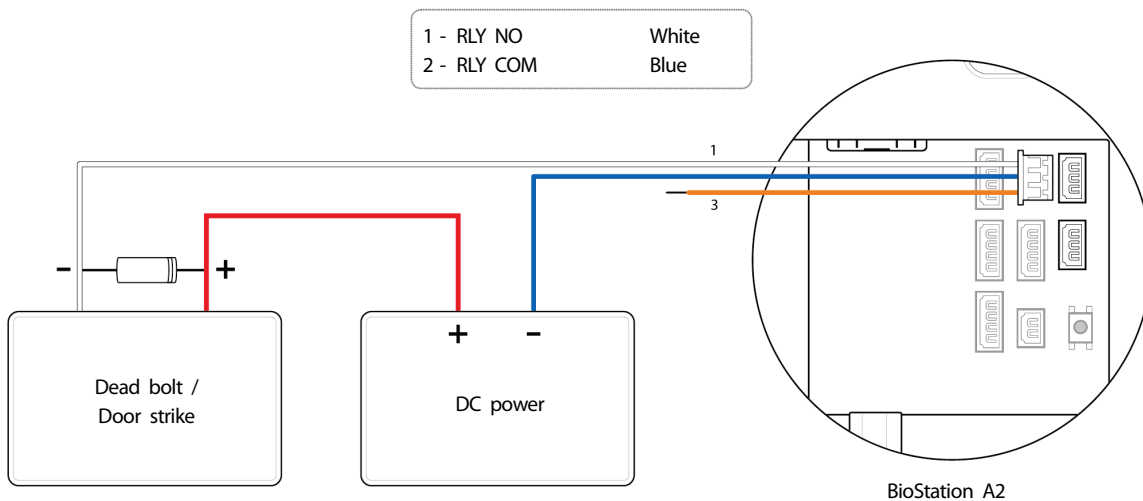 1 - RLY NO White
2 - RLY COM Blue
1
3
- +
+ -
Dead bolt /
Door strike
DC power
BioStation A2